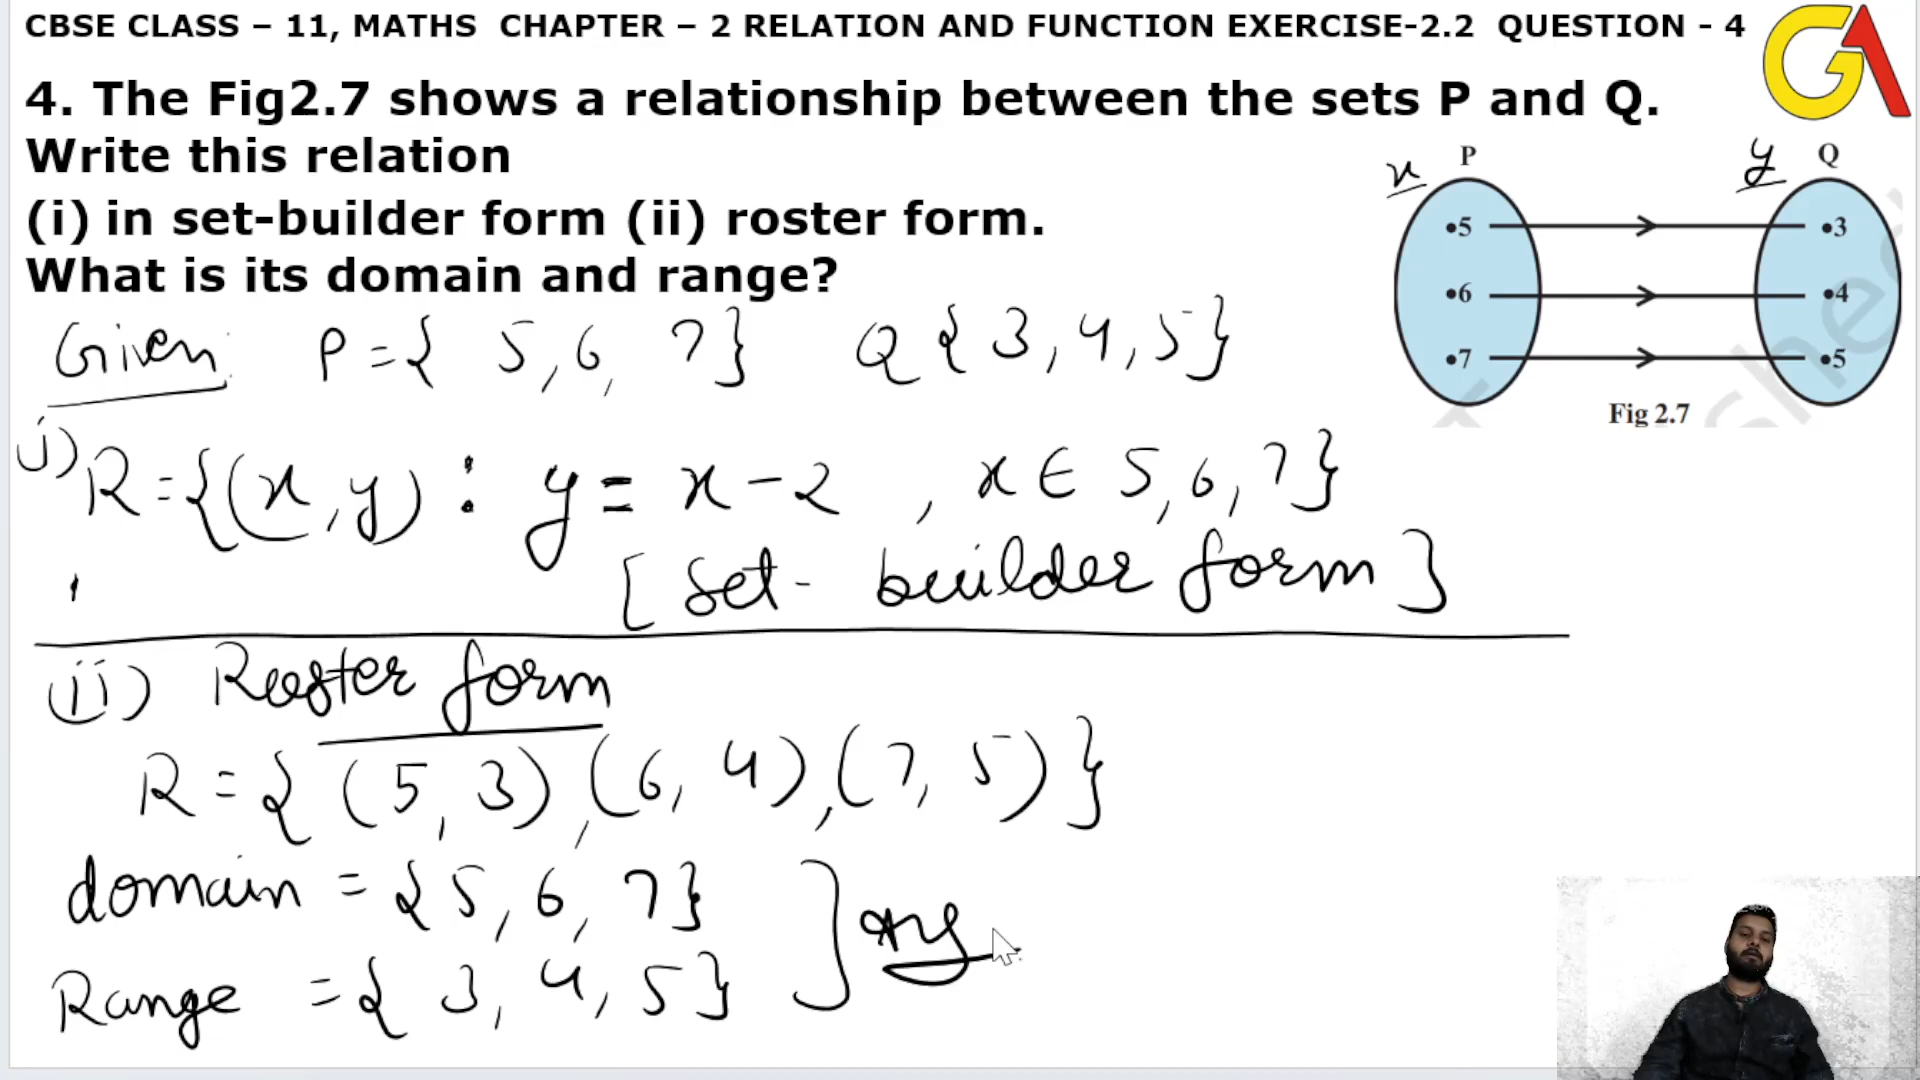 CBSE CLASS – 11, MATHS CHAPTER – 2 RELATION AND FUNCTION EXERCISE-2.2 QUESTION - 4
GA
4. The Fig2.7 shows a relationship between the sets P and Q.
Write this relation
(i) in set-builder form (ii) roster form.
What is its domain and range?
x P y Q
•5 •3
•6 •4
•7 •5
Fig 2.7
Given: P = { 5, 6, 7} Q { 3, 4, 5}
i) R = {(x, y) : y = x - 2 , x ∈ 5, 6, 7}
[ Set - builder form ]
(ii) Roster form
R = { (5, 3), (6, 4), (7, 5) }
domain = {5, 6, 7}
Range = { 3, 4, 5}
] Ans